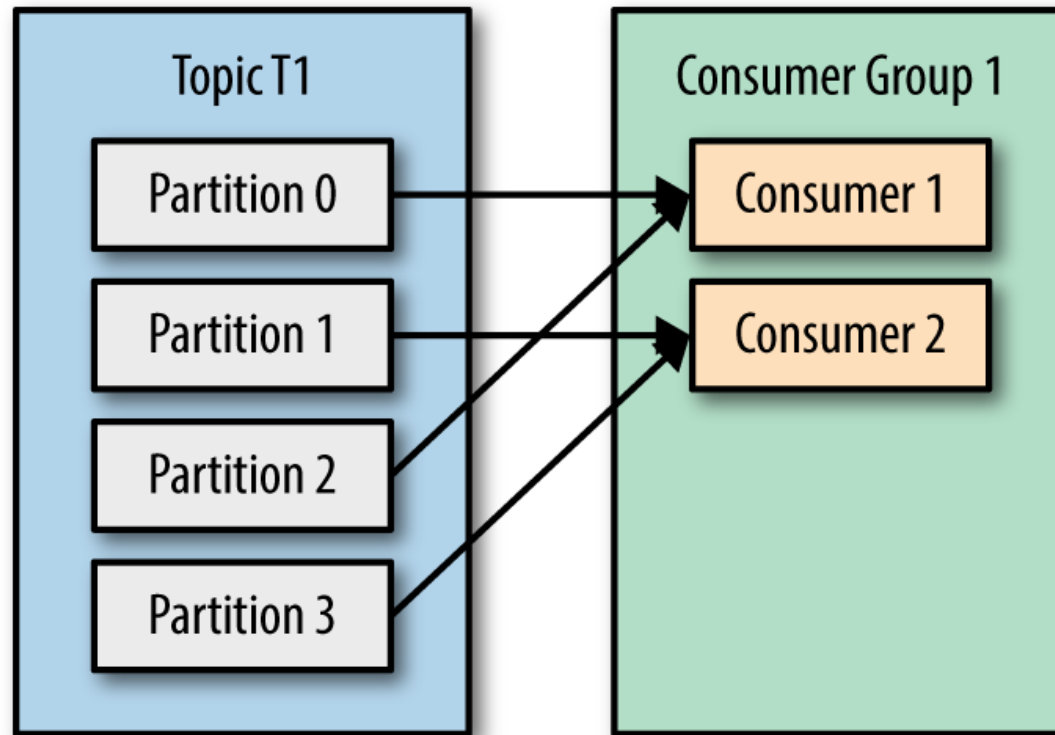 Topic T1
Partition 0
Partition 1
Partition 2
Partition 3
Consumer Group 1
Consumer 1
Consumer 2